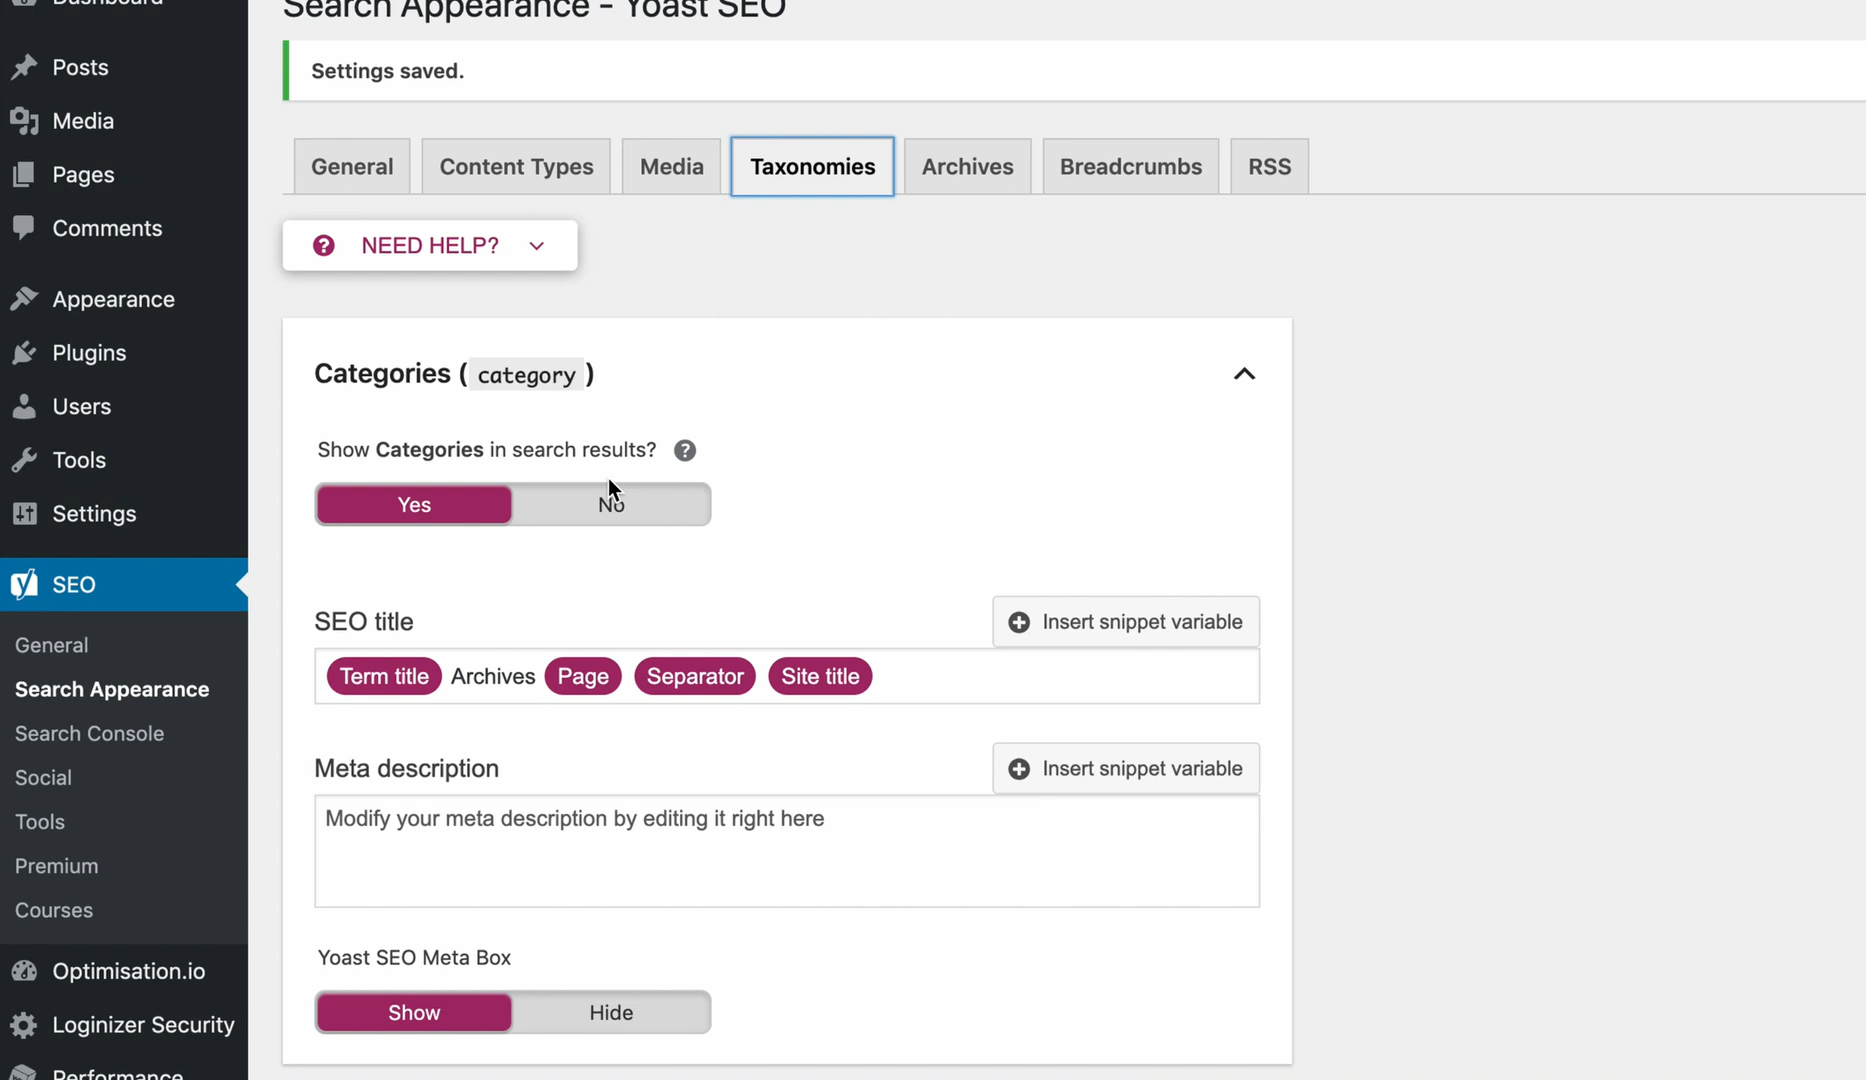 Dashboard
Search Appearance - Yoast SEO
Settings saved.
Posts
Media
Pages
Comments
Appearance
Plugins
Users
Tools
Settings
SEO
General
Search Appearance
Search Console
Social
Tools
Premium
Courses
Optimisation.io
Loginizer Security
Performance
General Content Types Media Taxonomies Archives Breadcrumbs RSS
NEED HELP?
Categories ( category )
Show Categories in search results? ?
Yes No
SEO title
Insert snippet variable
Term title Archives Page Separator Site title
Meta description
Insert snippet variable
Modify your meta description by editing it right here
Yoast SEO Meta Box
Show Hide